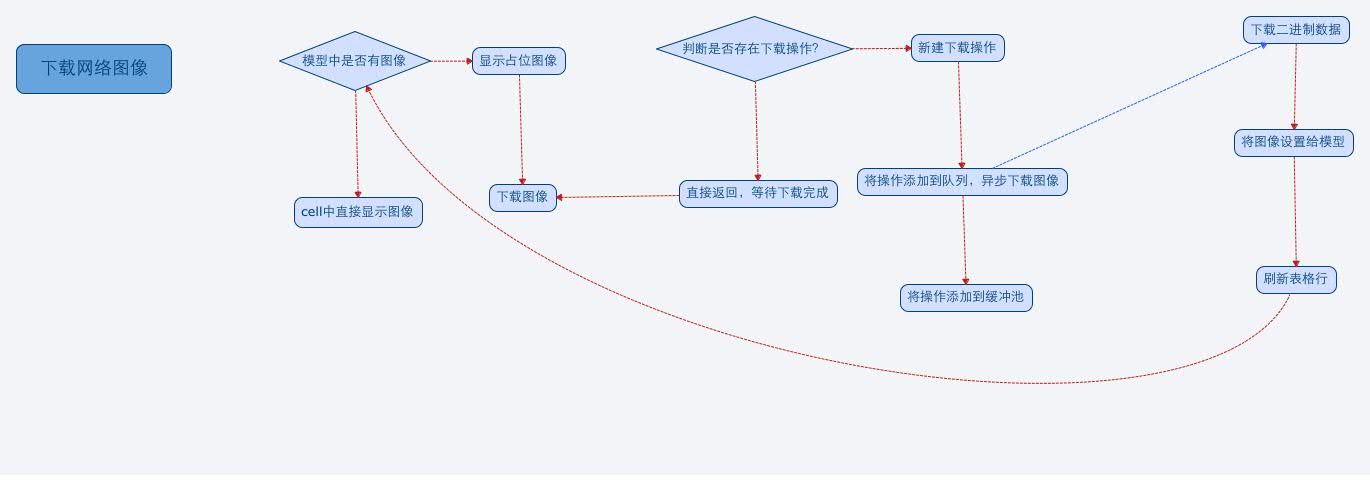 下载网络图像
模型中是否有图像
显示占位图像
cell中直接显示图像
下载图像
判断是否存在下载操作?
新建下载操作
直接返回，等待下载完成
将操作添加到队列，异步下载图像
将操作添加到缓冲池
下载二进制数据
将图像设置给模型
刷新表格行